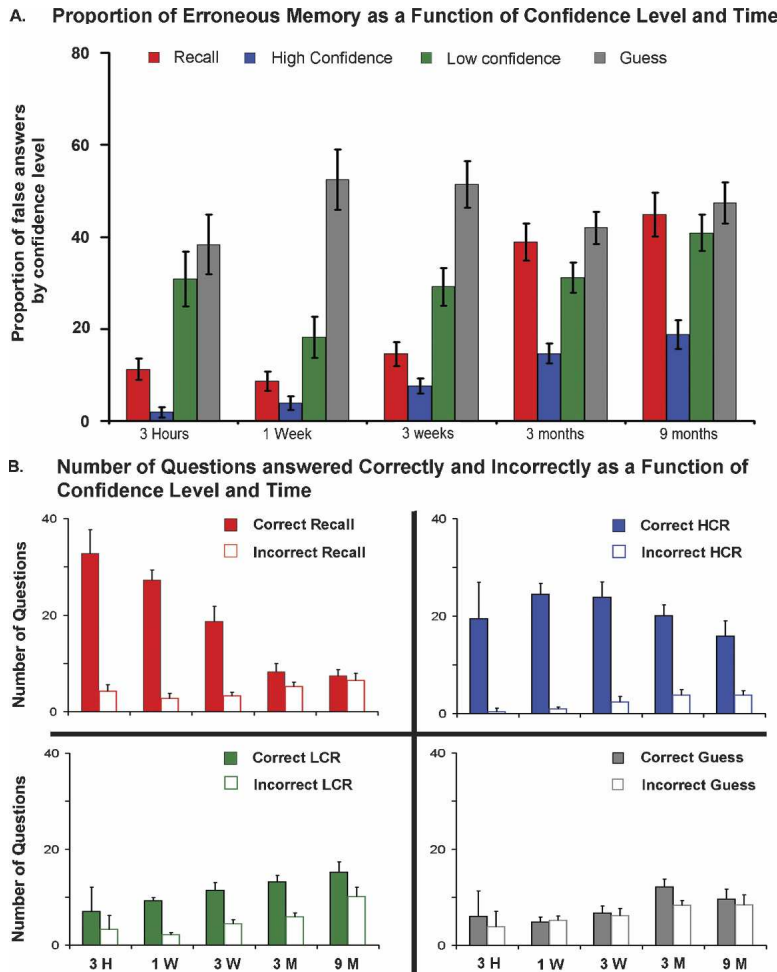 A. Proportion of Erroneous Memory as a Function of Confidence Level and Time
Recall High Confidence Low confidence Guess
Proportion of false answers
by confidence level
80
60
40
20
0
3 Hours 1 Week 3 weeks 3 months 9 months
B. Number of Questions answered Correctly and Incorrectly as a Function of
Confidence Level and Time
Number of Questions
40
20
0
Correct Recall
Incorrect Recall
40
20
0
Correct HCR
Incorrect HCR
Number of Questions
40
20
0
Correct LCR
Incorrect LCR
3 H 1 W 3 W 3 M 9 M
40
20
0
Correct Guess
Incorrect Guess
3 H 1 W 3 W 3 M 9 M